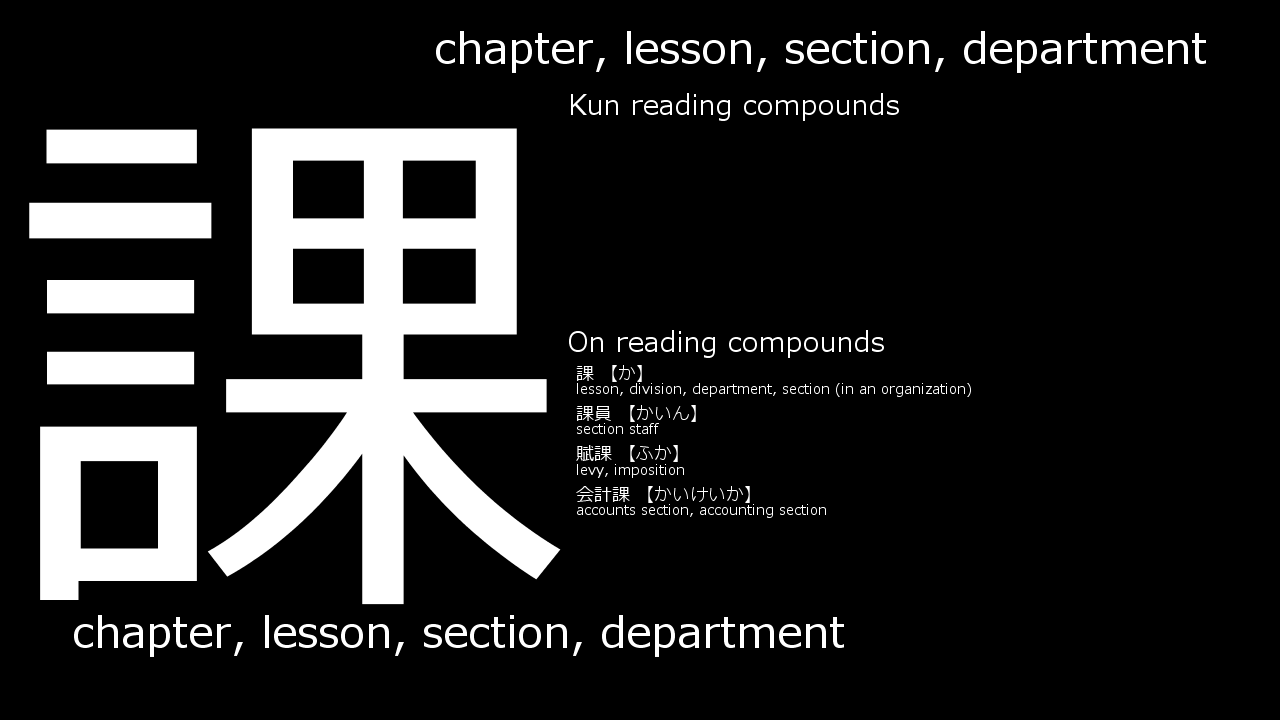 chapter, lesson, section, department
Kun reading compounds
課
On reading compounds
課 【か】
lesson, division, department, section (in an organization)
課員 【かいん】
section staff
賦課 【ふか】
levy, imposition
会計課 【かいけいか】
accounts section, accounting section
chapter, lesson, section, department